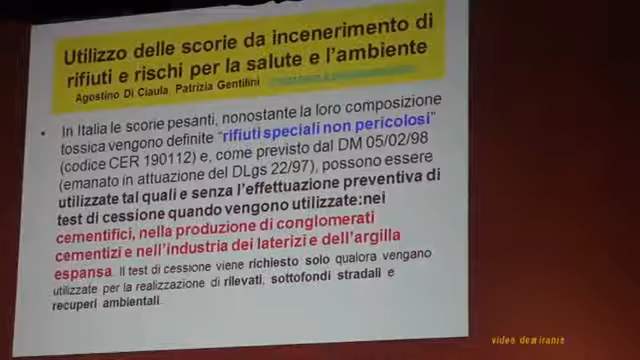 Utilizzo delle scorie da incenerimento di
rifiuti e rischi per la salute e l'ambiente
Agostino Di Ciaula, Patrizia Gentilini
• In Italia le scorie pesanti, nonostante la loro composizione
tossica vengono definite "rifiuti speciali non pericolosi"
(codice CER 190112) e, come previsto dal DM 05/02/98
(emanato in attuazione del DLgs 22/97), possono essere
utilizzate tal quali e senza l'effettuazione preventiva di
test di cessione quando vengono utilizzate:nei
cementifici, nella produzione di conglomerati
cementizi e nell'industria dei laterizi e dell'argilla
espansa. Il test di cessione viene richiesto solo qualora vengano
utilizzate per la realizzazione di rilevati, sottofondi stradali e
recuperi ambientali.
video demiranis